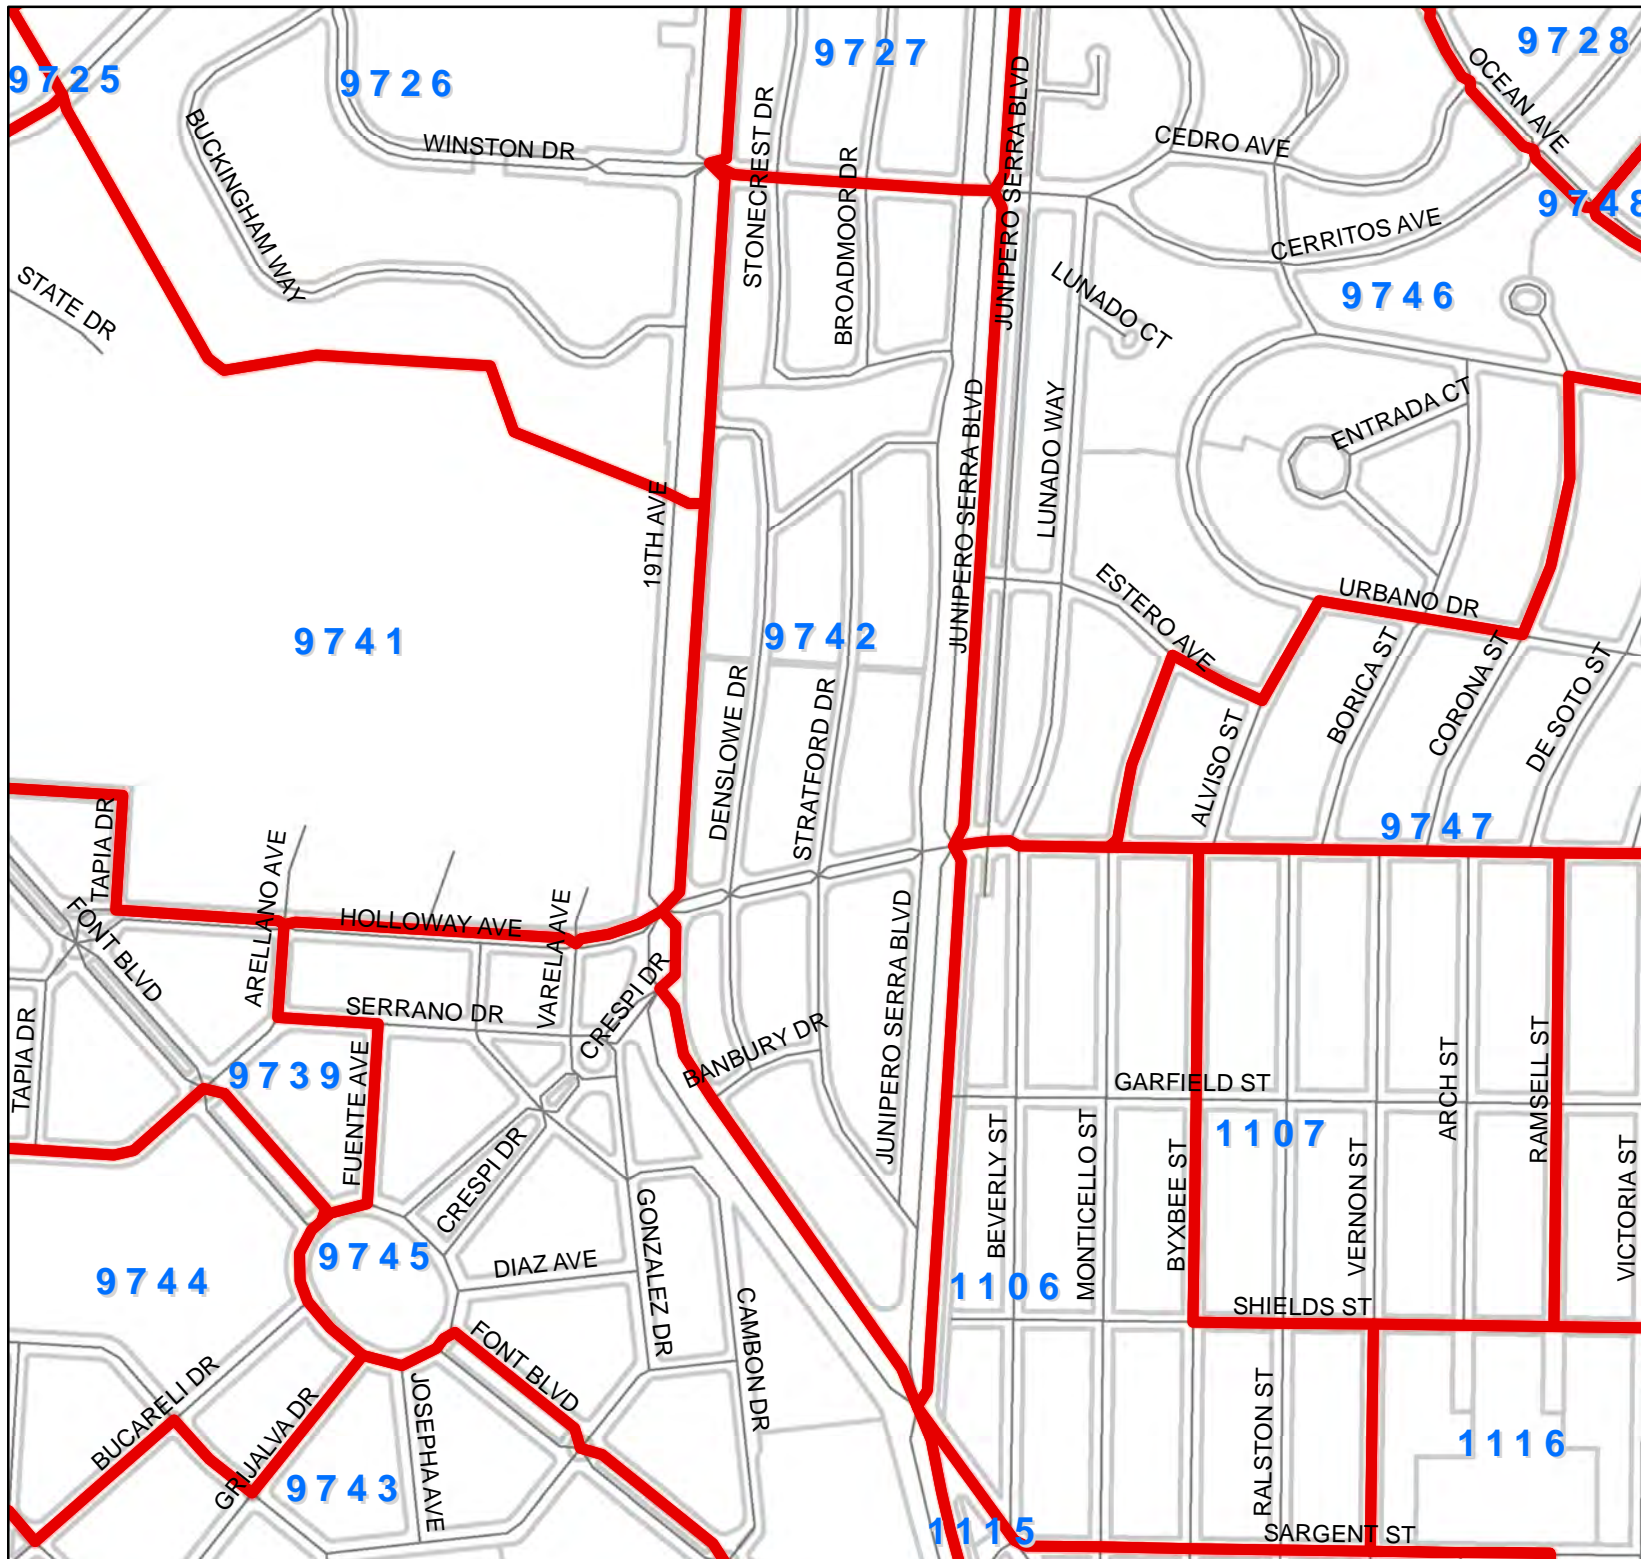 9728
9727
OCEAN AVE
9725
9726
STONECREST DR
JUNIPERO SERRA BLVD
WINSTON DR
CEDRO AVE
BUCKINGHAM WAY
BROADMOOR DR
9748
CERRITOS AVE
STATE DR
LUNADO CT
9746
ENTRADA CT
JUNIPERO SERRA BLVD
LUNADO WAY
19TH AVE
ESTERO AVE
URBANO DR
9741
9742
BORICA ST
CORONA ST
DE SOTO ST
DENSLOWE DR
STRATFORD DR
ALVISO ST
9747
TAPIA DR
ARELLANO AVE
HOLLOWAY AVE
VARELA AVE
JUNIPERO SERRA BLVD
FONT BLVD
SERRANO DR
CRESPI DR
BANBURY DR
TAPIA DR
9739
FUENTE AVE
GARFIELD ST
ARCH ST
RAMSELL ST
1107
CRESPI DR
BEVERLY ST
MONTICELLO ST
BYXBEE ST
VERNON ST
VICTORIA ST
GONZALEZ DR
9745
DIAZ AVE
9744
1106
SHIELDS ST
CAMBON DR
FONT BLVD
BUCARELI DR
GRIJALVA DR
JOSEPHA AVE
RALSTON ST
1116
9743
1115
SARGENT ST